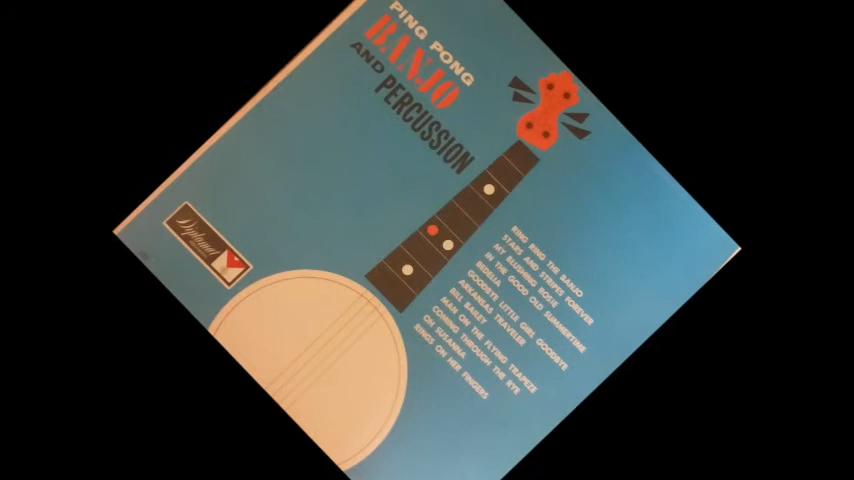 PING PONG
BANJO
AND PERCUSSION
Diplomat
RING RING THE BANJO
STARS AND STRIPES FOREVER
MY BLUSHING ROSIE
IN THE GOOD OLD SUMMERTIME
BEDELIA
GOODBYE LITTLE GIRL GOODBYE
ARKANSAS TRAVELER
BILL BAILEY
MAN ON THE FLYING TRAPEZE
COMING THROUGH THE RYE
OH SUSANNA
RINGS ON HER FINGERS